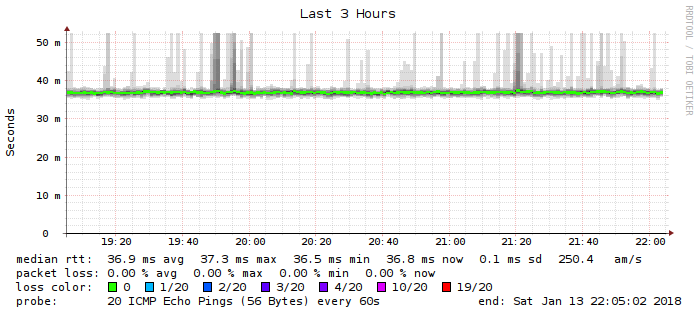 Last 3 Hours
RRDTOOL / TOBI OETIKER
Seconds
50 m
40 m
30 m
20 m
10 m
0
19:20 19:40 20:00 20:20 20:40 21:00 21:20 21:40 22:00
median rtt: 36.9 ms avg 37.3 ms max 36.5 ms min 36.8 ms now 0.1 ms sd 250.4 am/s
packet loss: 0.00 % avg 0.00 % max 0.00 % min 0.00 % now
loss color: 0 1/20 2/20 3/20 4/20 10/20 19/20
probe: 20 ICMP Echo Pings (56 Bytes) every 60s end: Sat Jan 13 22:05:02 2018